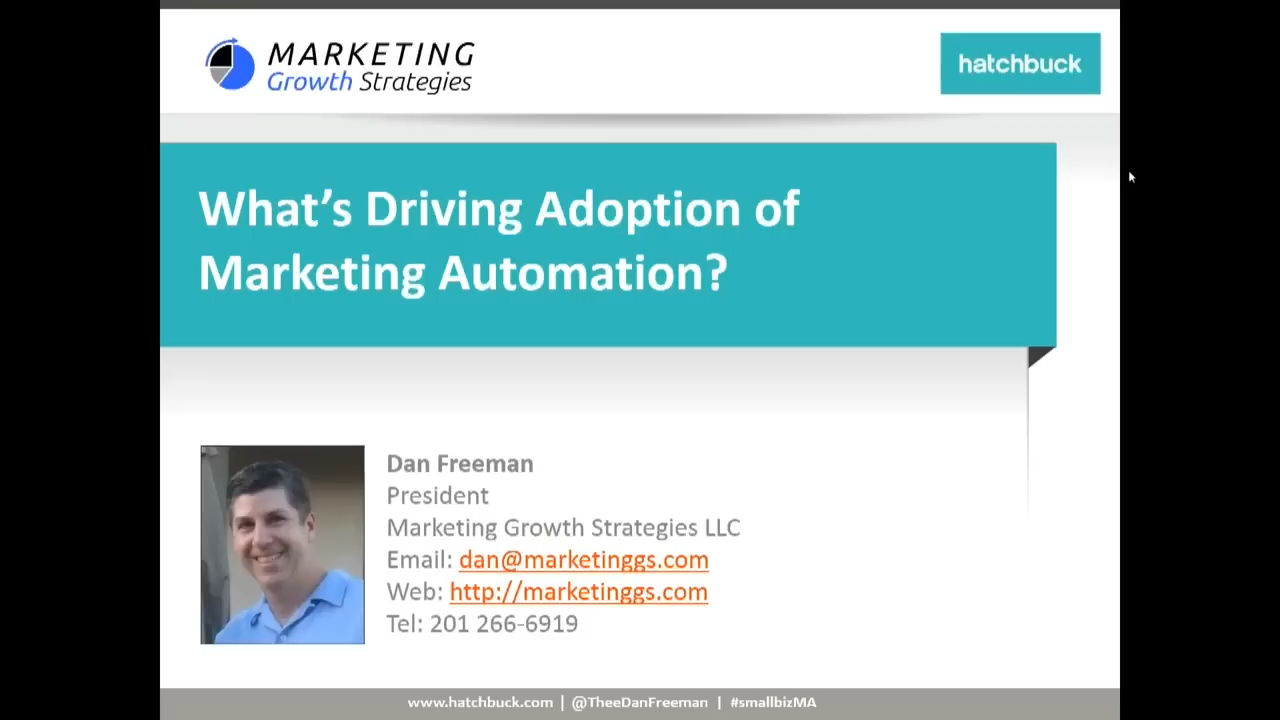 MARKETING
Growth Strategies
hatchbuck
What's Driving Adoption of
Marketing Automation?
Dan Freeman
President
Marketing Growth Strategies LLC
Email: dan@marketinggs.com
Web: http://marketinggs.com
Tel: 201 266-6919
www.hatchbuck.com | @TheeDanFreeman | #smallbizMA